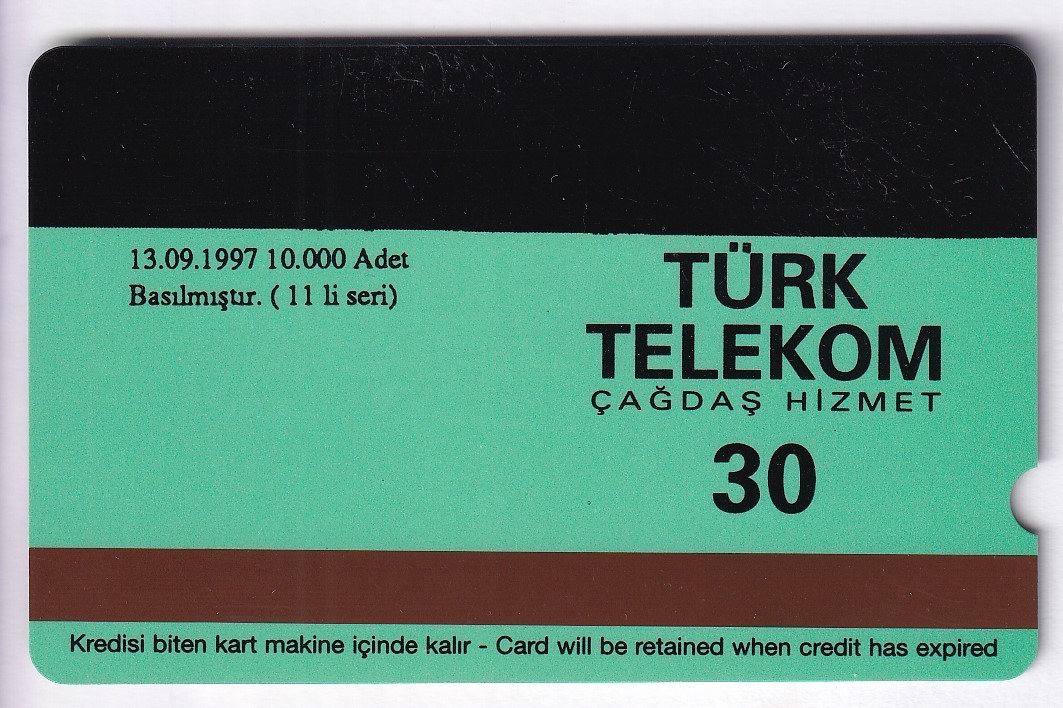 13.09.1997 10.000 Adet
Basılmıştır. ( 11 li seri)
TÜRK
TELEKOM
ÇAĞDAŞ HİZMET
30
Kredisi biten kart makine içinde kalır - Card will be retained when credit has expired